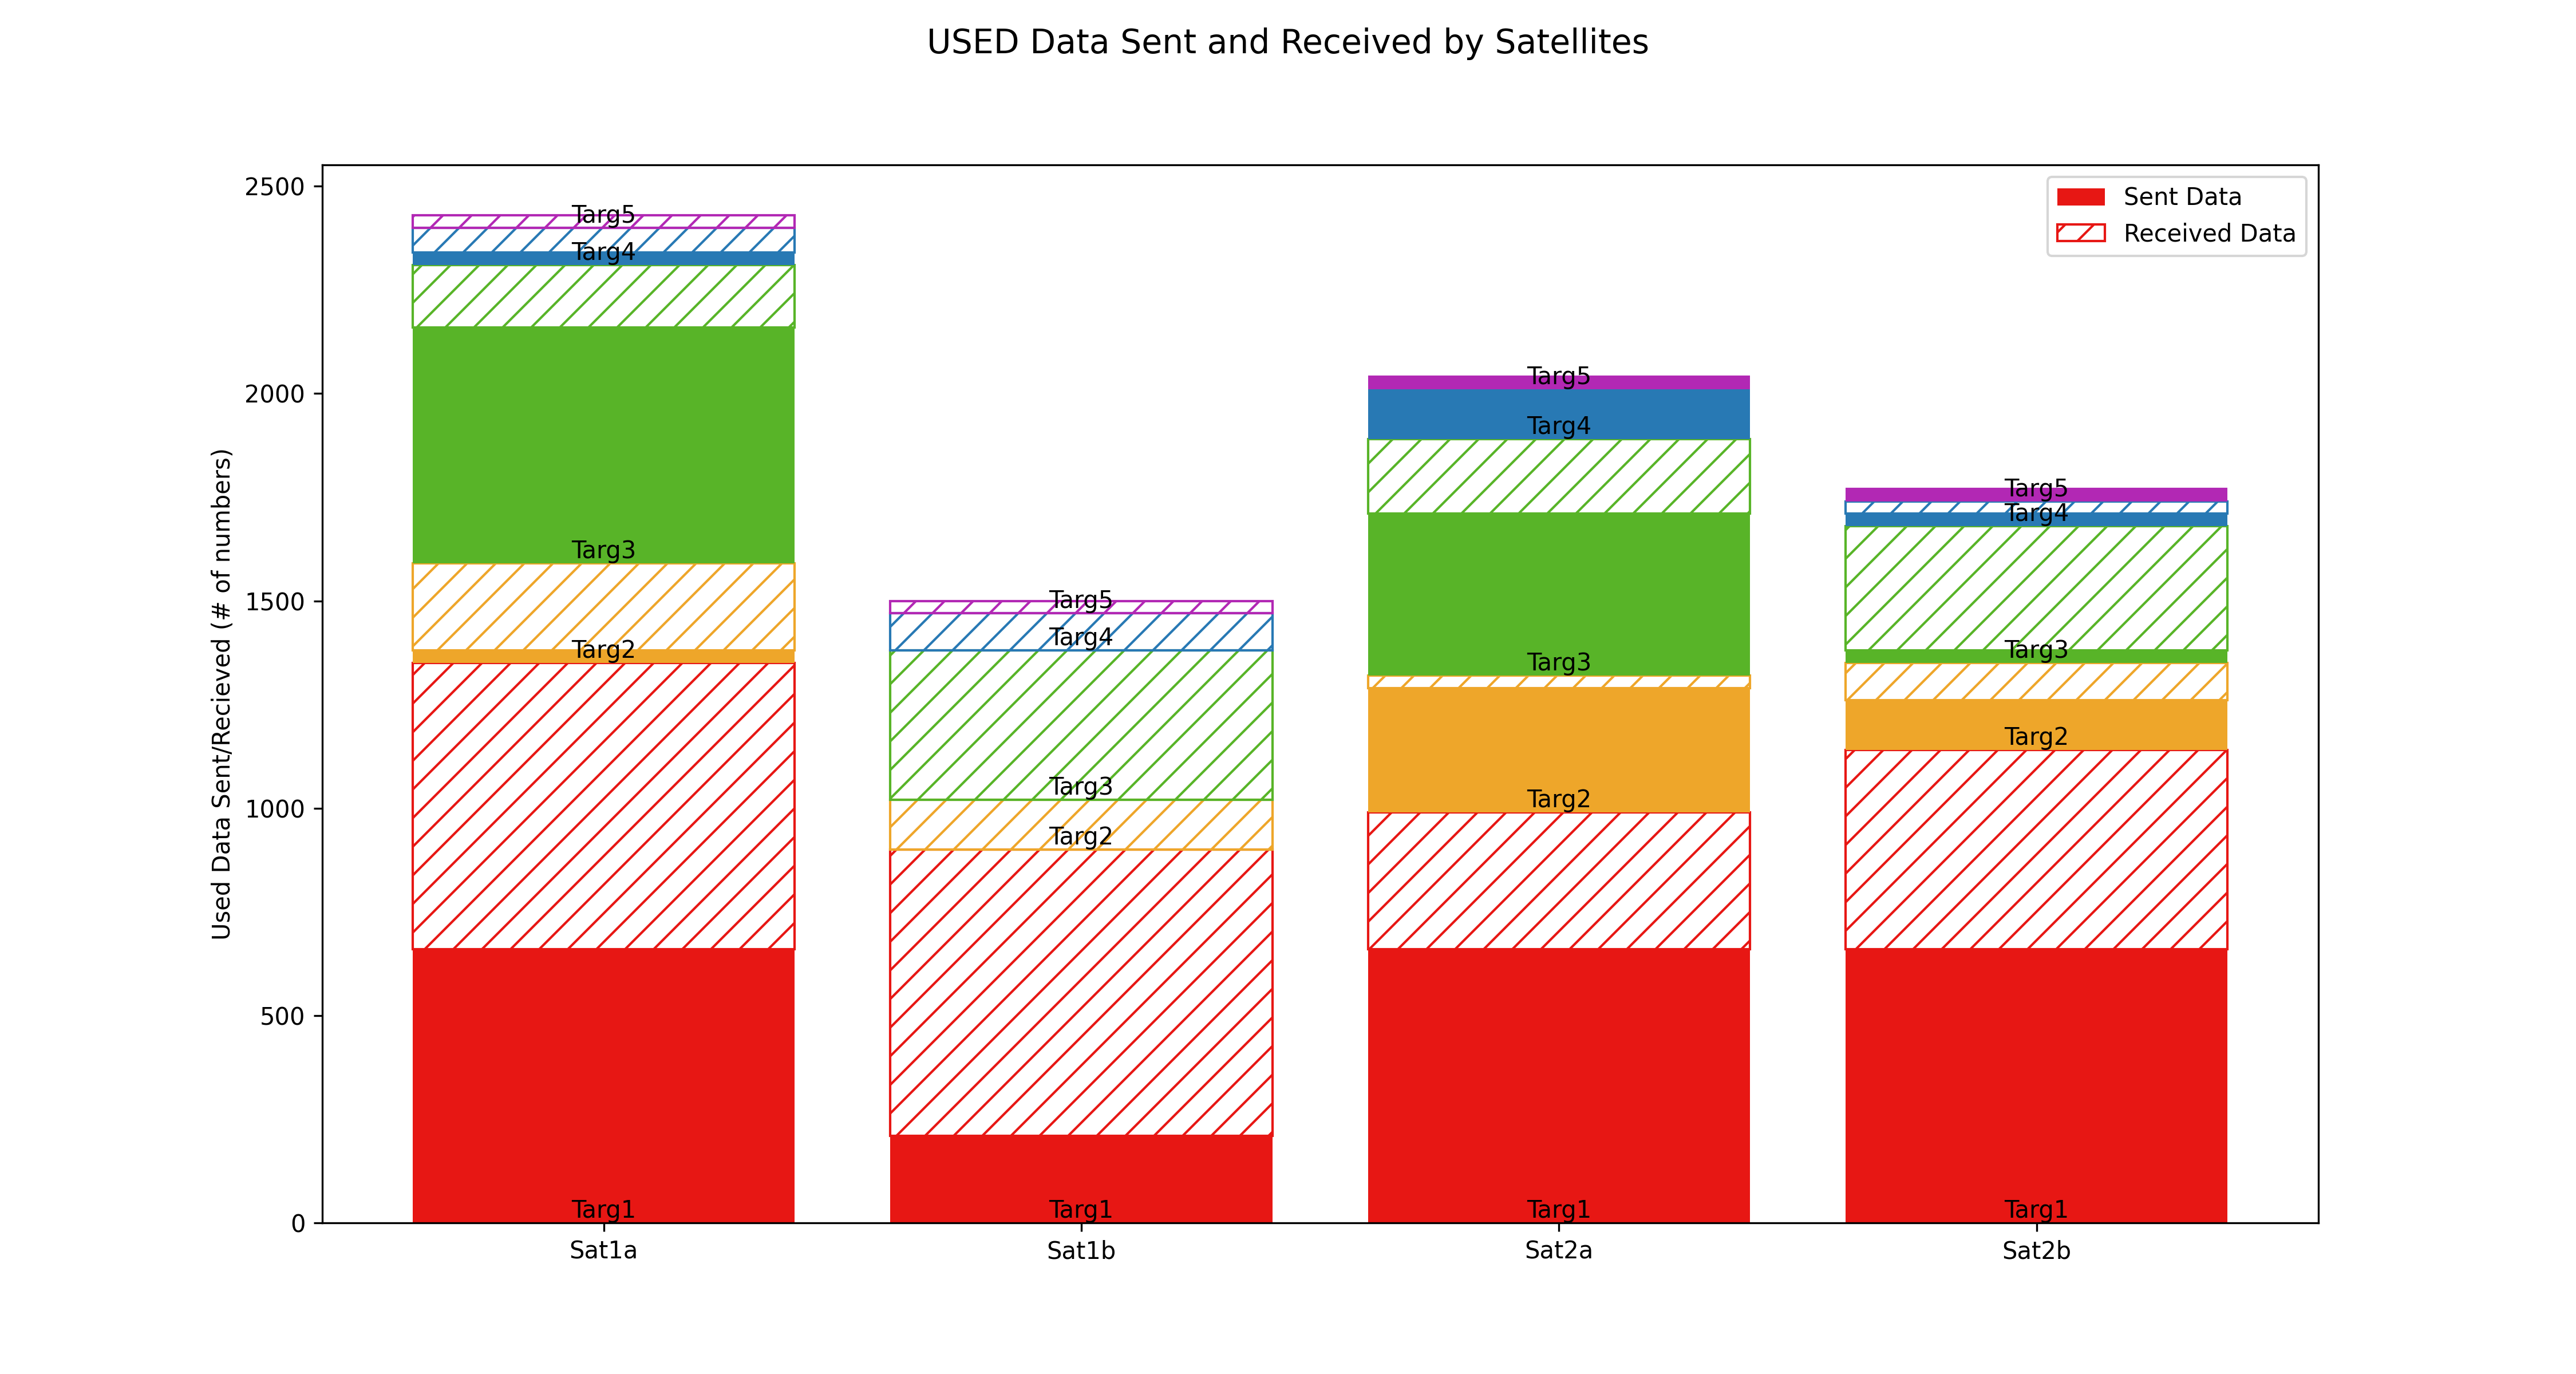 USED Data Sent and Received by Satellites
Used Data Sent/Recieved (# of numbers)
2500
2000
1500
1000
500
0
Sent Data
Received Data
Targ5
Targ4
Targ3
Targ2
Targ1
Targ5
Targ4
Targ3
Targ2
Targ1
Targ5
Targ4
Targ3
Targ2
Targ1
Targ5
Targ4
Targ3
Targ2
Targ1
Sat1a
Sat1b
Sat2a
Sat2b